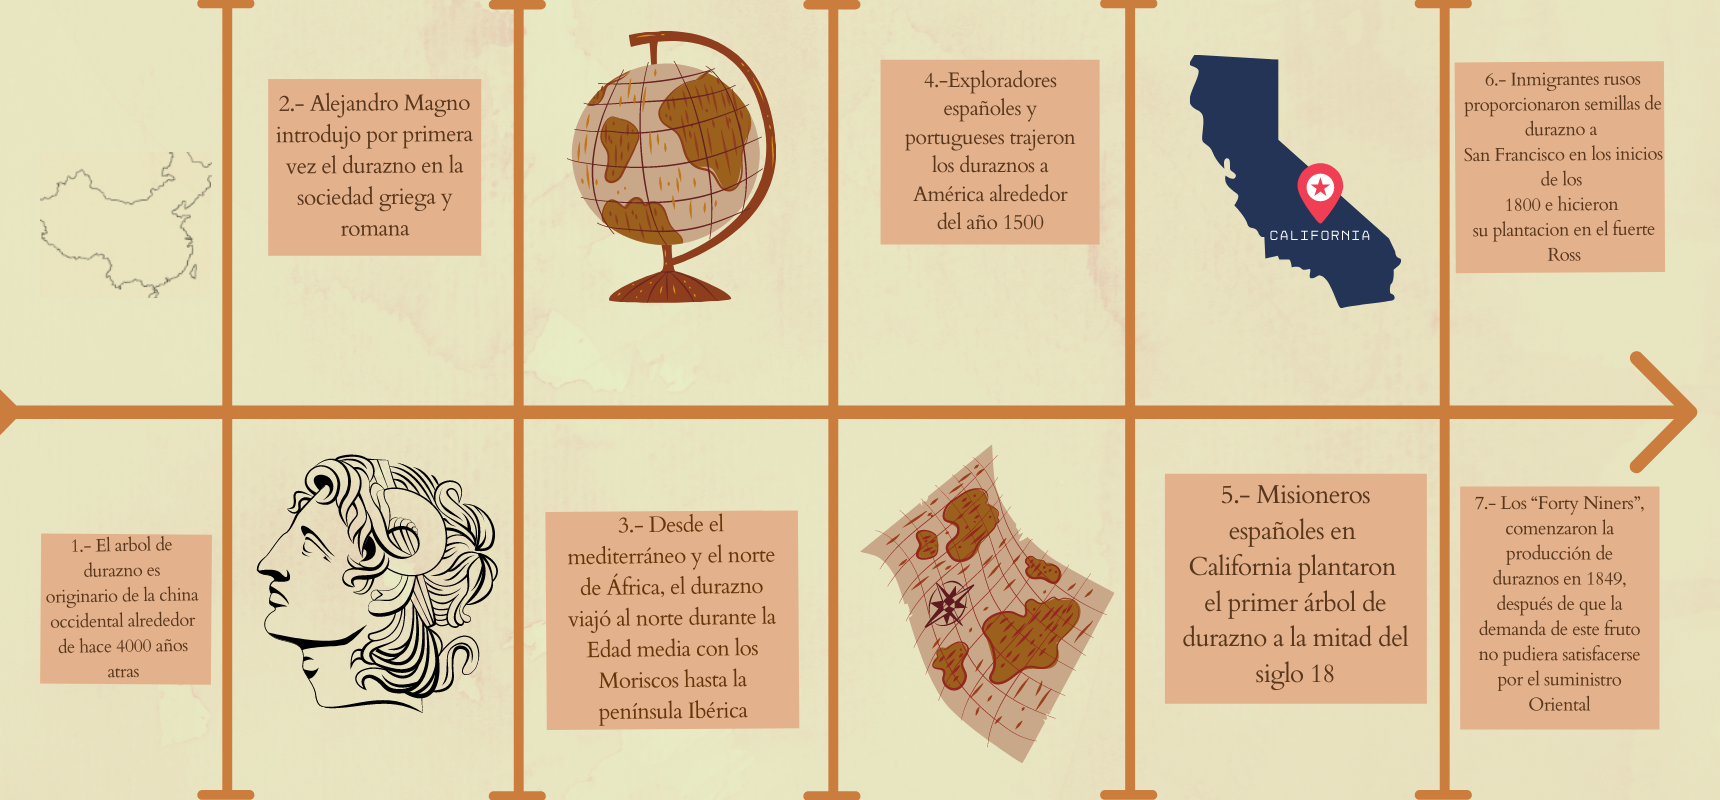 1.- El arbol de
durazno es
originario de la china
occidental alrededor
de hace 4000 años
atras
2.- Alejandro Magno
introdujo por primera
vez el durazno en la
sociedad griega y
romana
3.- Desde el
mediterráneo y el norte
de África, el durazno
viajó al norte durante la
Edad media con los
Moriscos hasta la
península Ibérica
4.-Exploradores
españoles y
portugueses trajeron
los duraznos a
América alrededor
del año 1500
CALIFORNIA
5.- Misioneros
españoles en
California plantaron
el primer árbol de
durazno a la mitad del
siglo 18
6.- Inmigrantes rusos
proporcionaron semillas de
durazno a
San Francisco en los inicios
de los
1800 e hicieron
su plantacion en el fuerte
Ross
7.- Los “Forty Niners”,
comenzaron la
producción de
duraznos en 1849,
después de que la
demanda de este fruto
no pudiera satisfacerse
por el suministro
Oriental